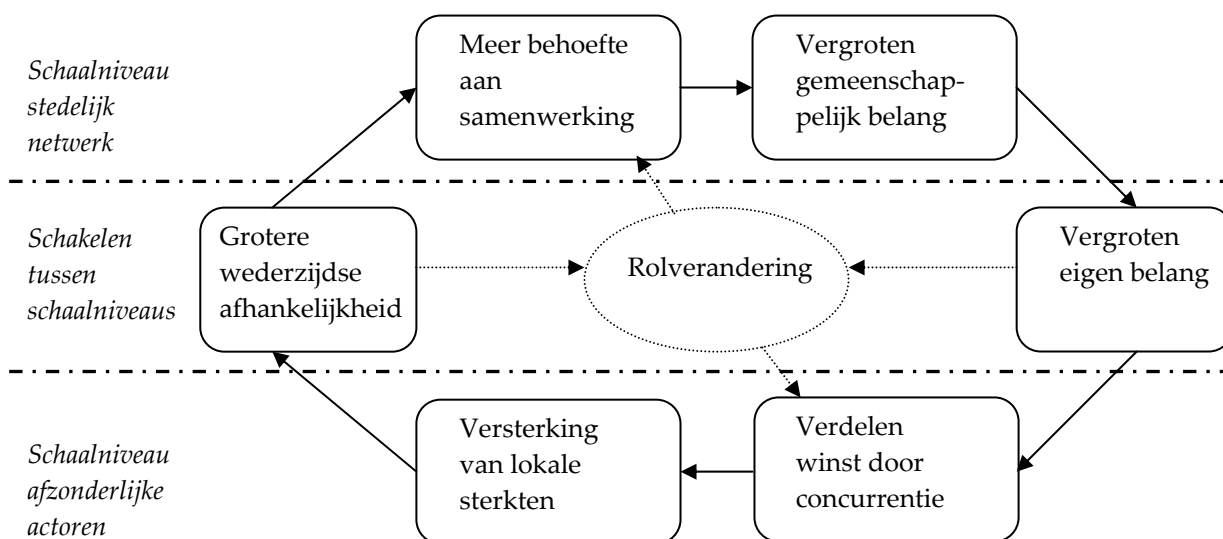 Schaalniveau
stedelijk
netwerk
Meer behoefte
aan
samenwerking
Vergroten
gemeenschap-
pelijk belang
Schakelen
tussen
schaalniveaus
Grotere
wederzijdse
afhankelijkheid
Rolverandering
Vergroten
eigen belang
Schaalniveau
afzonderlijke
actoren
Versterking
van lokale
sterkten
Verdelen
winst door
concurrentie